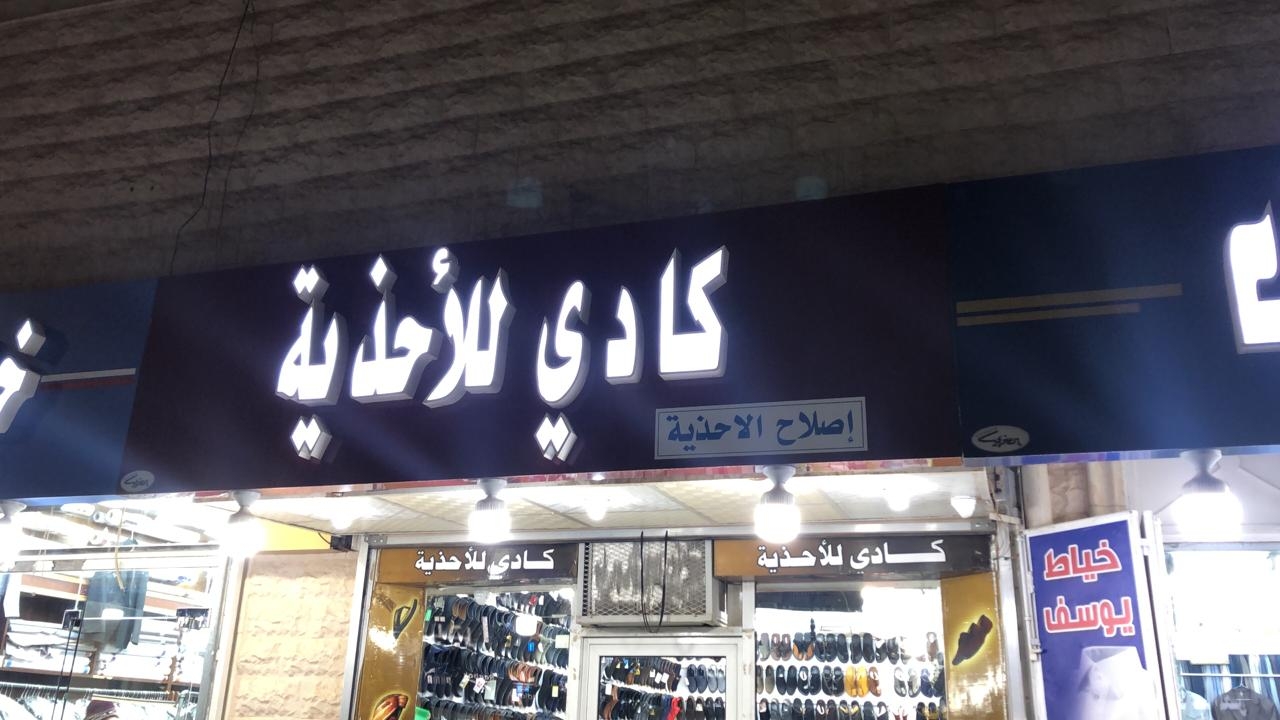 كادي للأحذية
إصلاح الاحذية
كادي للأحذية
كادي للأحذية
خياط
يوسف